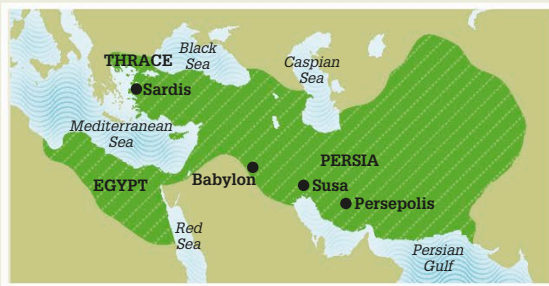 Black
Sea
THRACE
Caspian
Sea
Sardis
Mediterranean
Sea
PERSIA
EGYPT
Babylon
Susa
Persepolis
Red
Sea
Persian
Gulf